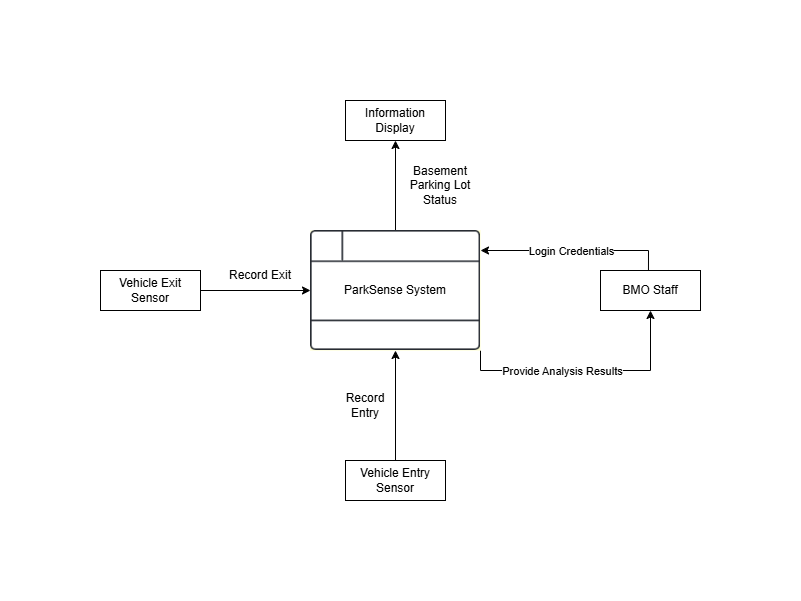 Information
Display
Basement
Parking Lot
Status
Login Credentials
Vehicle Exit
Sensor
Record Exit
ParkSense System
BMO Staff
Provide Analysis Results
Record
Entry
Vehicle Entry
Sensor